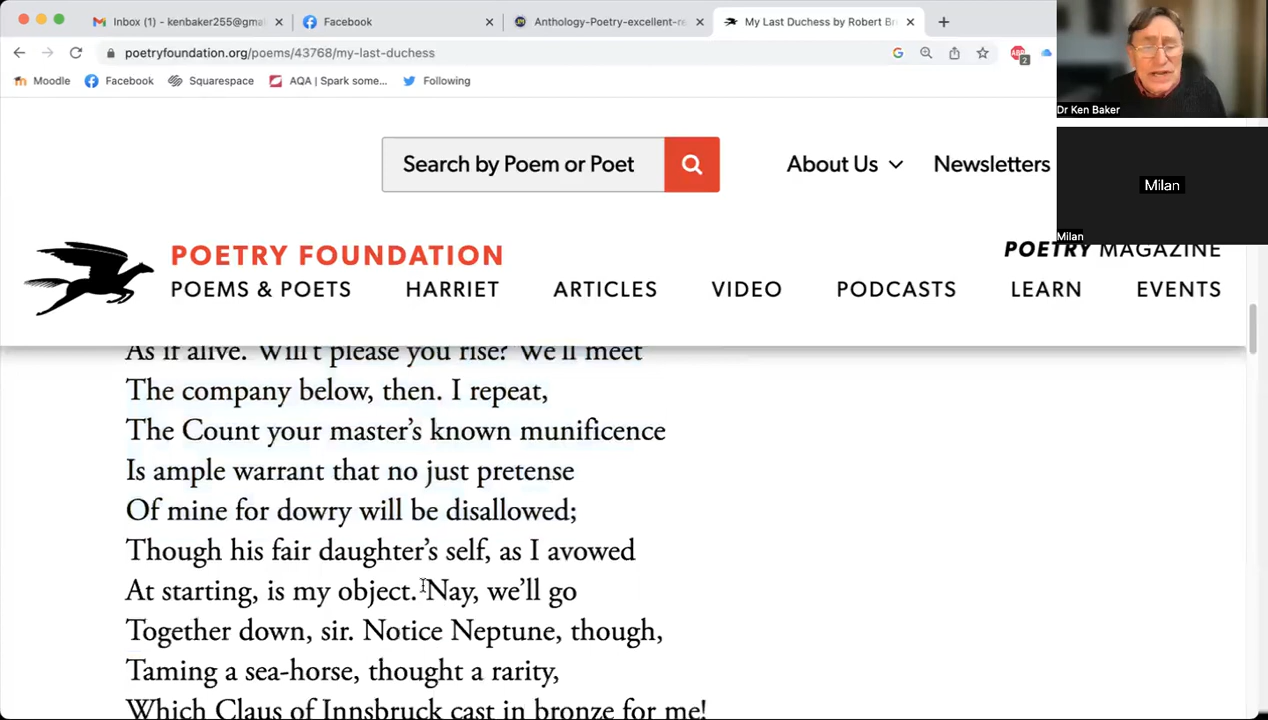 Inbox (1) - kenbaker255@gmai
Facebook
Anthology-Poetry-excellent-re
My Last Duchess by Robert Br
poetryfoundation.org/poems/43768/my-last-duchess
ABP
2
Moodle
Facebook
Squarespace
AQA | Spark some...
Following
Dr Ken Baker
Milan
Milan
Search by Poem or Poet
About Us
Newsletters
POETRY FOUNDATION
POETRY MAGAZINE
POEMS & POETS
HARRIET
ARTICLES
VIDEO
PODCASTS
LEARN
EVENTS
As if alive. Will't please you rise? We'll meet
The company below, then. I repeat,
The Count your master's known munificence
Is ample warrant that no just pretense
Of mine for dowry will be disallowed;
Though his fair daughter's self, as I avowed
At starting, is my object. Nay, we'll go
Together down, sir. Notice Neptune, though,
Taming a sea-horse, thought a rarity,
Which Claus of Innsbruck cast in bronze for me!